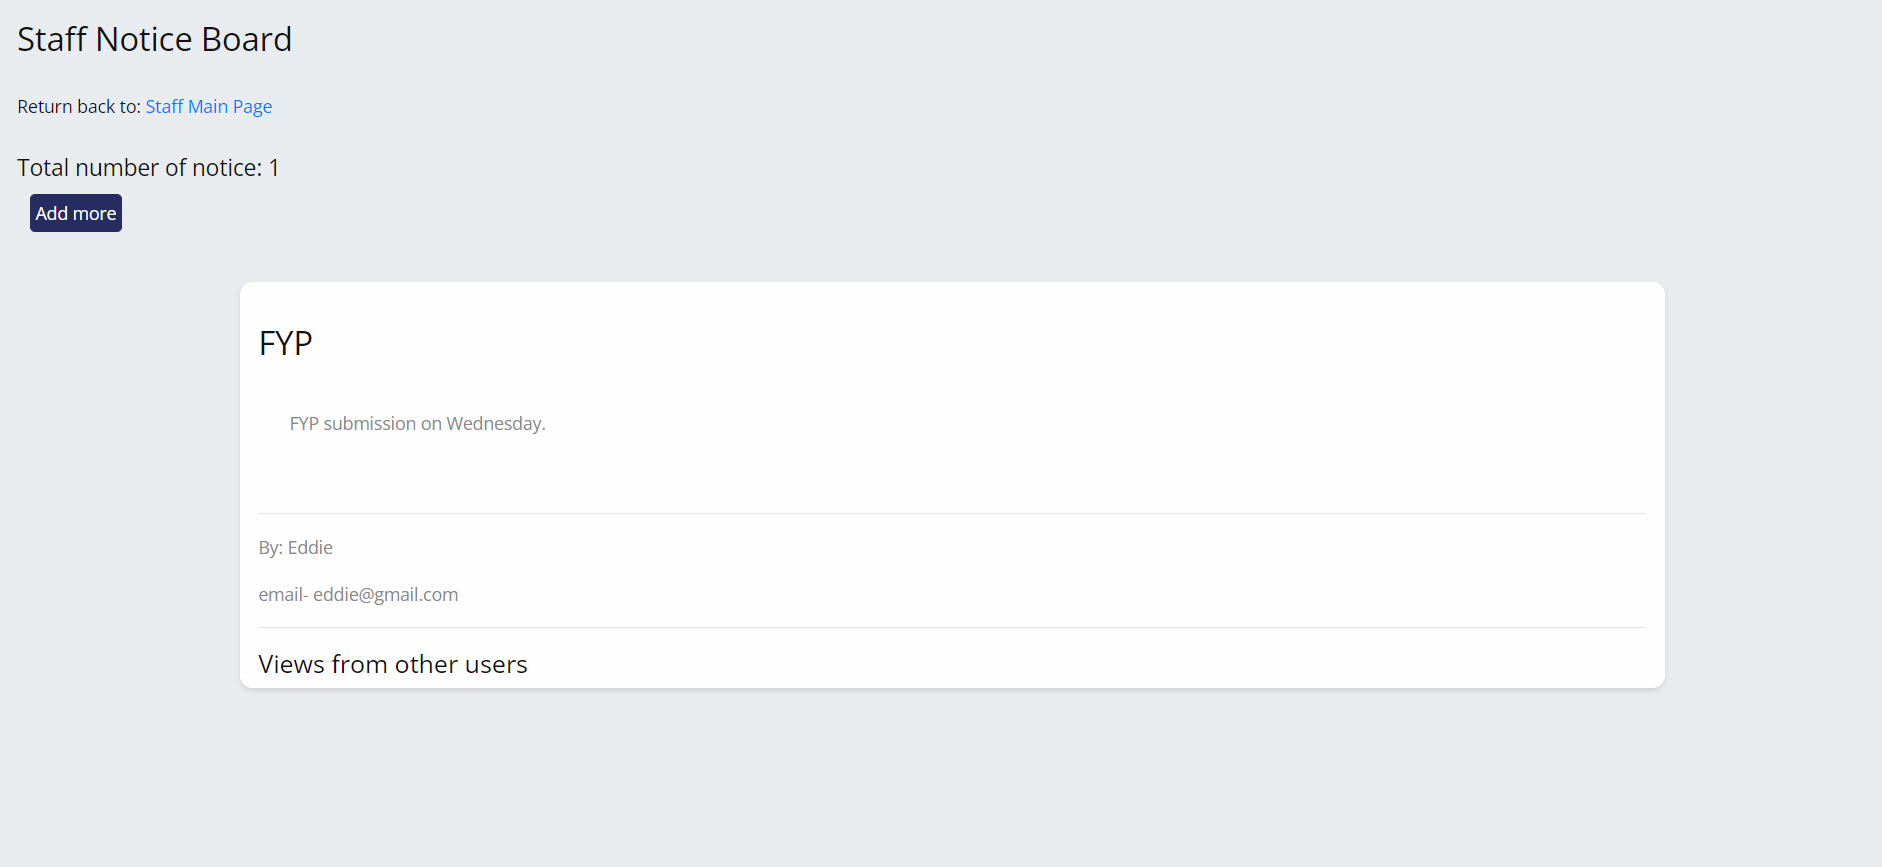 Staff Notice Board
Return back to: Staff Main Page
Total number of notice: 1
Add more
FYP
FYP submission on Wednesday.
By: Eddie
email- eddie@gmail.com
Views from other users